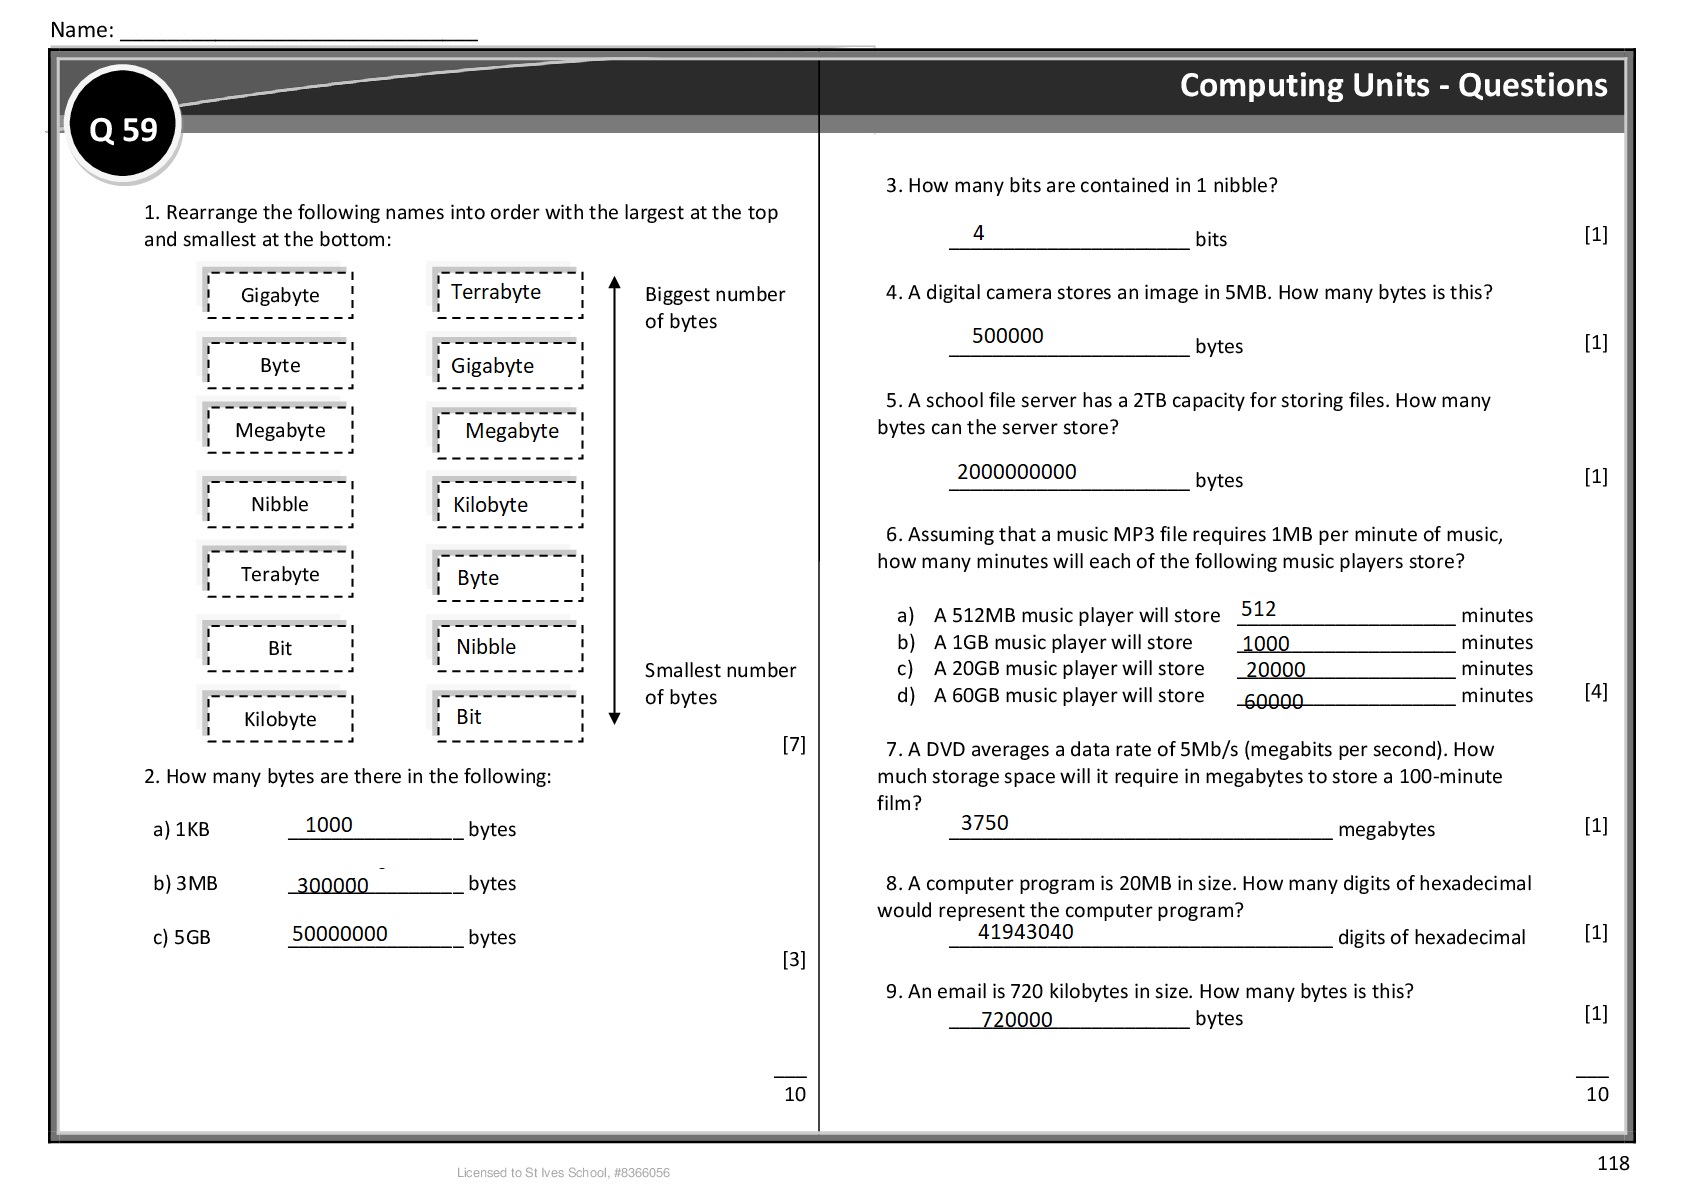 Name: ______________________________
Computing Units - Questions
Q 59
1. Rearrange the following names into order with the largest at the top
and smallest at the bottom:
Gigabyte Terrabyte
Biggest number
of bytes
Byte Gigabyte
Megabyte Megabyte
Nibble Kilobyte
Terabyte Byte
Bit Nibble
Smallest number
of bytes
Kilobyte Bit
[7]
2. How many bytes are there in the following:
a) 1KB 1000 bytes
b) 3MB 300000 bytes
c) 5GB 50000000 bytes
[3]
10
3. How many bits are contained in 1 nibble?
4 bits [1]
4. A digital camera stores an image in 5MB. How many bytes is this?
500000 bytes [1]
5. A school file server has a 2TB capacity for storing files. How many
bytes can the server store?
2000000000 bytes [1]
6. Assuming that a music MP3 file requires 1MB per minute of music,
how many minutes will each of the following music players store?
a) A 512MB music player will store 512 minutes
b) A 1GB music player will store 1000 minutes
c) A 20GB music player will store 20000 minutes
d) A 60GB music player will store 60000 minutes [4]
7. A DVD averages a data rate of 5Mb/s (megabits per second). How
much storage space will it require in megabytes to store a 100-minute
film?
3750 megabytes [1]
8. A computer program is 20MB in size. How many digits of hexadecimal
would represent the computer program?
41943040 digits of hexadecimal [1]
9. An email is 720 kilobytes in size. How many bytes is this?
720000 bytes [1]
10
Licensed to St Ives School, #8366056
118